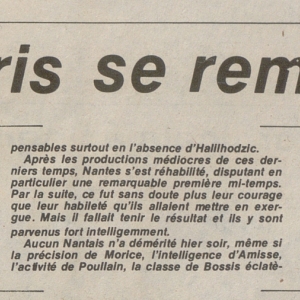 ris se rem
pensables surtout en l'absence d'Halilhodzic.
Après les productions médiocres de ces der-
niers temps, Nantes s'est réhabilité, disputant en
particulier une remarquable première mi-temps.
Par la suite, ce fut sans doute plus leur courage
que leur habileté qu'ils allaient mettre en exer-
gue. Mais il fallait tenir le résultat et ils y sont
parvenus fort intelligemment.
Aucun Nantais n'a démérité hier soir, même si
la précision de Morice, l'intelligence d'Amisse,
l'activité de Poullain, la classe de Bossis éclatè-